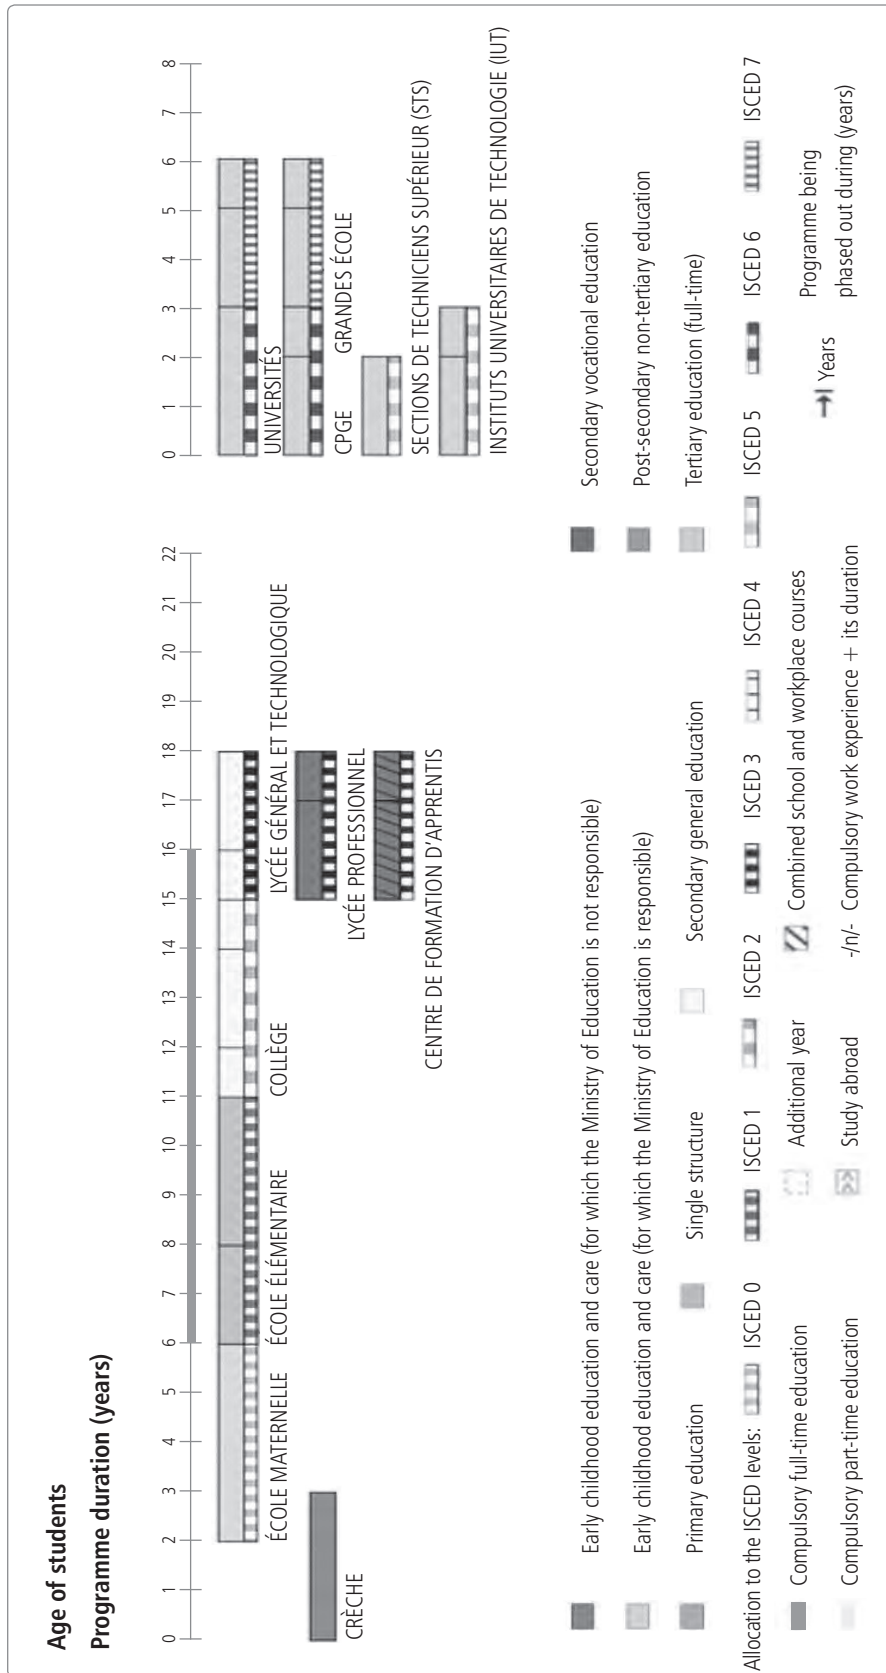 Age of students
Programme duration (years)
0 1 2 3 4 5 6 7 8 9 10 11 12 13 14 15 16 17 18 19 20 21 22
0 1 2 3 4 5 6 7 8
CRÈCHE
ÉCOLE MATERNELLE
ÉCOLE ÉLÉMENTAIRE
COLLÈGE
LYCÉE GÉNÉRAL ET TECHNOLOGIQUE
LYCÉE PROFESSIONNEL
CENTRE DE FORMATION D'APPRENTIS
UNIVERSITÉS
CPGE
GRANDES ÉCOLE
SECTIONS DE TECHNICIENS SUPÉRIEUR (STS)
INSTITUTS UNIVERSITAIRES DE TECHNOLOGIE (IUT)
Early childhood education and care (for which the Ministry of Education is not responsible)
Secondary vocational education
Early childhood education and care (for which the Ministry of Education is responsible)
Post-secondary non-tertiary education
Primary education
Single structure
Secondary general education
Tertiary education (full-time)
Allocation to the ISCED levels: ISCED 0 ISCED 1 ISCED 2 ISCED 3 ISCED 4 ISCED 5 ISCED 6 ISCED 7
Compulsory full-time education
Additional year
Combined school and workplace courses
Years
Programme being
phased out during (years)
Compulsory part-time education
Study abroad
-/n/- Compulsory work experience + its duration